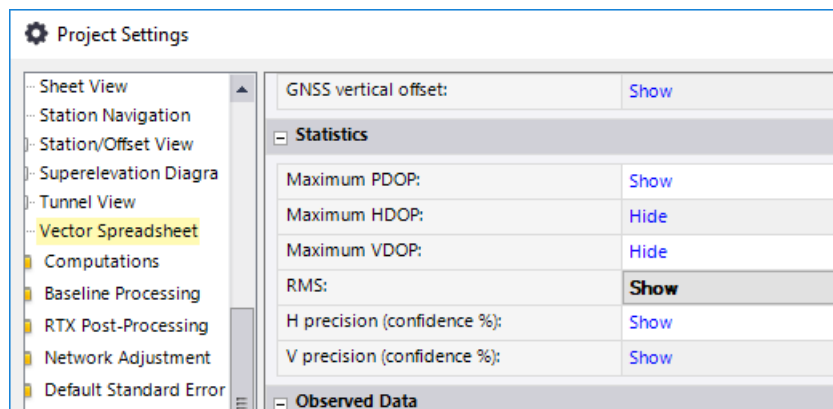 Project Settings
Sheet View
Station Navigation
Station/Offset View
Superelevation Diagra
Tunnel View
Vector Spreadsheet
Computations
Baseline Processing
RTX Post-Processing
Network Adjustment
Default Standard Error
GNSS vertical offset: Show
Statistics
Maximum PDOP: Show
Maximum HDOP: Hide
Maximum VDOP: Hide
RMS: Show
H precision (confidence %): Show
V precision (confidence %): Show
Observed Data